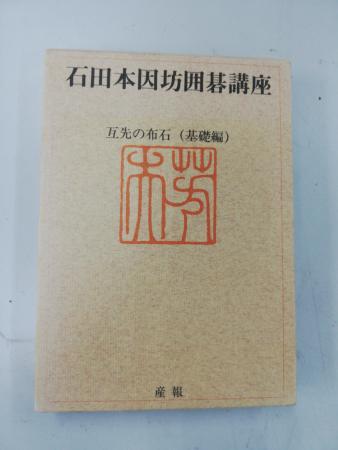 石田本因坊囲碁講座
互先の布石（基礎編）
産報